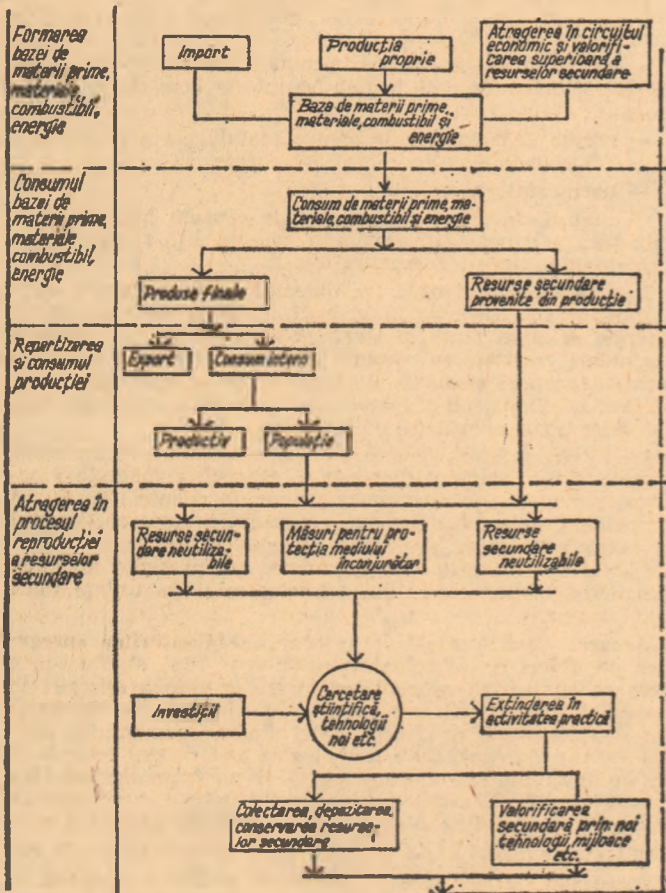 Formarea
bazei de
materii prime,
materiale,
combustibil,
energie
Import
Producția
proprie
Atragerea în circuitul
economic și valorifi-
carea superioară a
resurselor secundare
Baza de materii prime,
materiale, combustibil și
energie
Consumul
bazei de
materii prime,
materiale
combustibil,
energie
Consum de materii prime, ma-
teriale, combustibil și energie
Produse finale
Resurse secundare
provenite din producție
Repartizarea
și consumul
producției
Export
Consum intern
Productiv
Populație
Atragerea în
procesul
reproducției
a resurselor
secundare
Resurse secun-
dare neutiliza-
bile
Măsuri pentru pro-
tecția mediului
înconjurător
Resurse
secundare
neutilizabile
Investiții
Carcetare
științifică,
tehnologii
noi etc.
Extinderea în
activitatea practică
Colectarea, depozitarea,
conservarea resurse-
lor secundare
Valorificarea
secundară prin: noi
tehnologii, mijloace
etc.